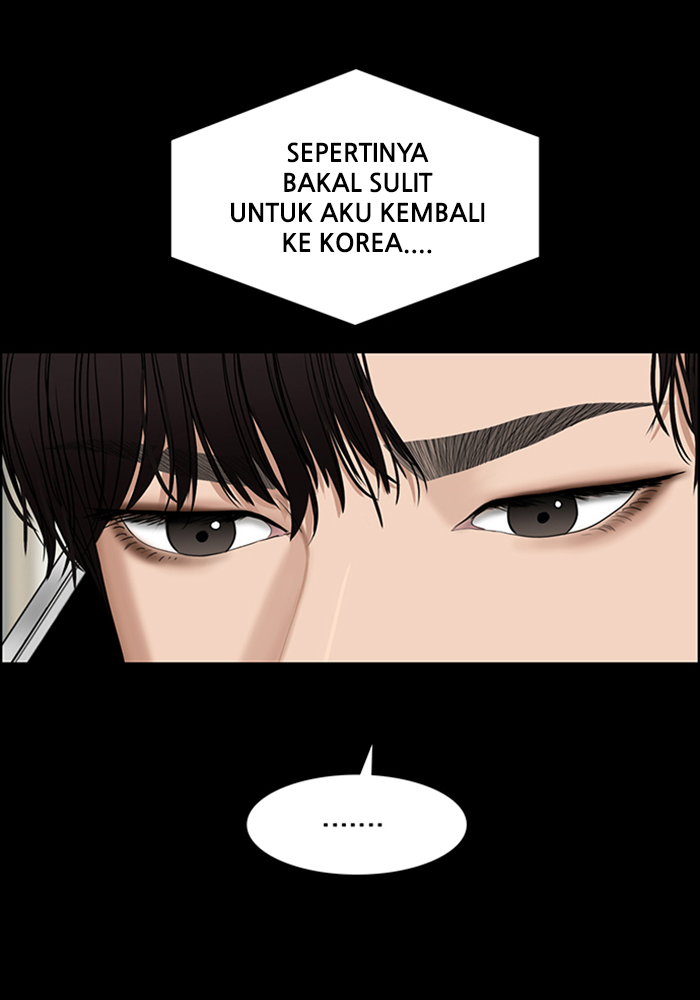 SEPERTINYA
BAKAL SULIT
UNTUK AKU KEMBALI
KE KOREA....
.......